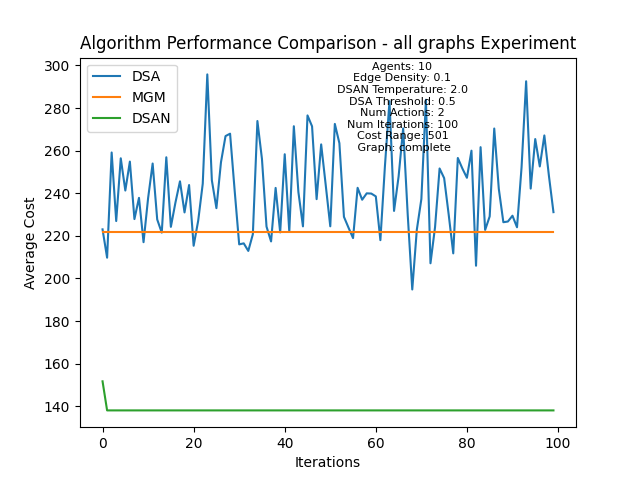 Algorithm Performance Comparison - all graphs Experiment
DSA
MGM
DSAN
Agents: 10
Edge Density: 0.1
DSAN Temperature: 2.0
DSA Threshold: 0.5
Num Actions: 2
Num Iterations: 100
Cost Range: 501
Graph: complete
Average Cost
300
280
260
240
220
200
180
160
140
0
20
40
60
80
100
Iterations